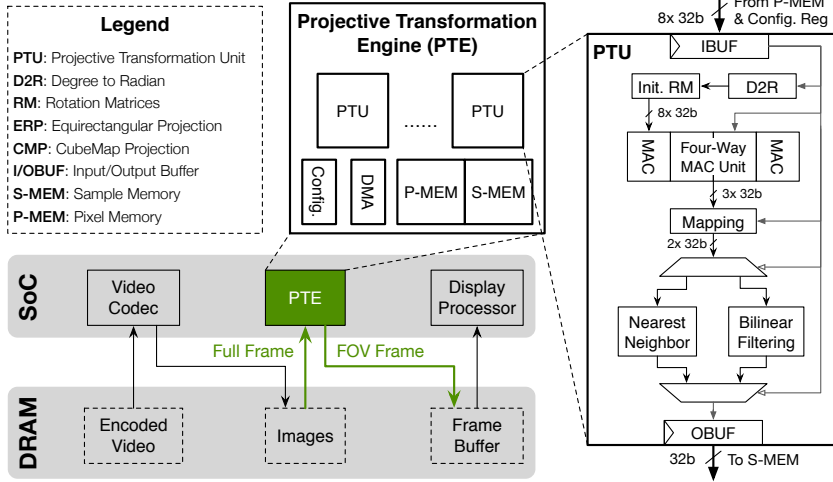 Legend
PTU: Projective Transformation Unit
D2R: Degree to Radian
RM: Rotation Matrices
ERP: Equirectangular Projection
CMP: CubeMap Projection
I/OBUF: Input/Output Buffer
S-MEM: Sample Memory
P-MEM: Pixel Memory
Projective Transformation
Engine (PTE)
PTU
......
PTU
Config.
DMA
P-MEM
S-MEM
SoC
Video
Codec
PTE
Display
Processor
Full Frame
FOV Frame
DRAM
Encoded
Video
Images
Frame
Buffer
8x 32b
From P-MEM
& Config. Reg
PTU
IBUF
Init. RM
D2R
8x 32b
MAC
Four-Way
MAC Unit
MAC
3x 32b
Mapping
2x 32b
Nearest
Neighbor
Bilinear
Filtering
OBUF
32b
To S-MEM